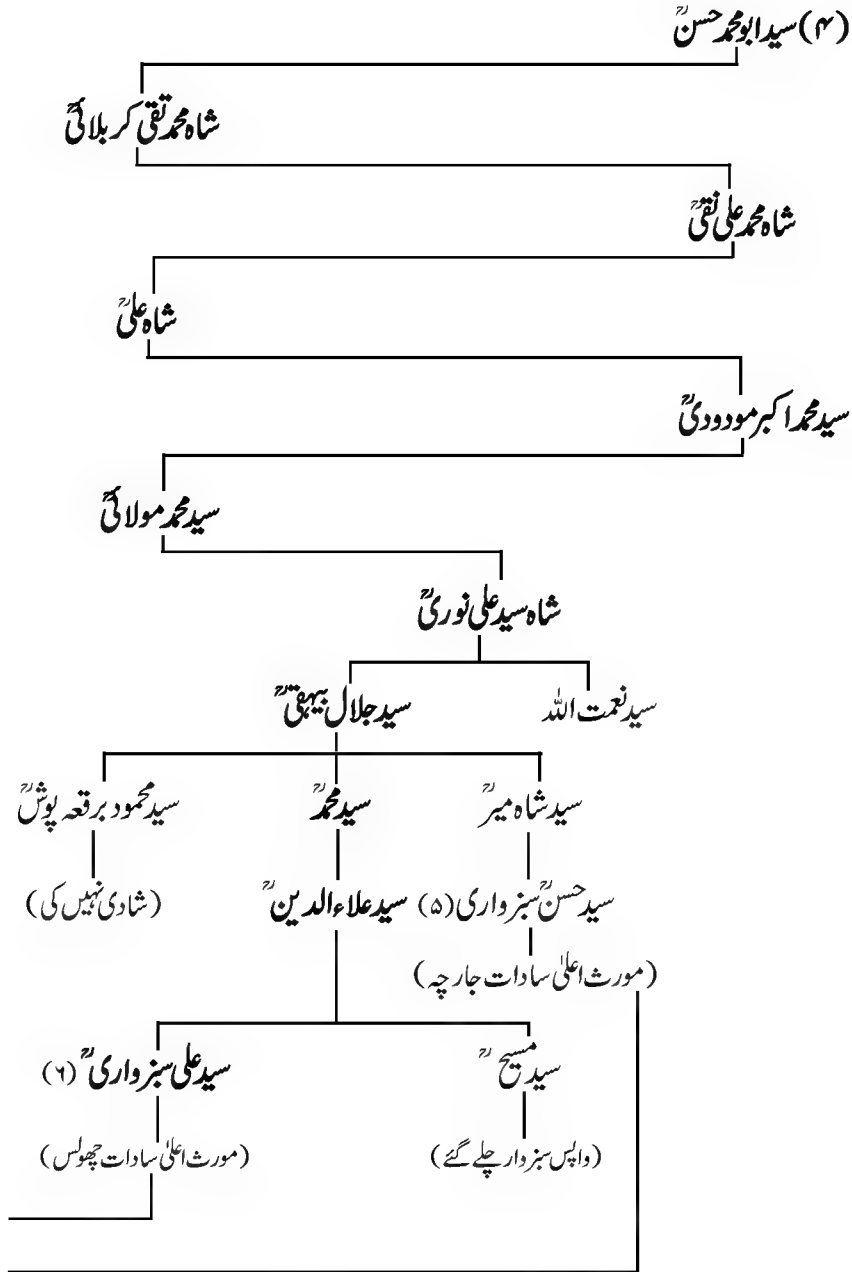 (۴) سید ابو محمد حسنؒ
شاہ محمد تقی کربلائیؒ
شاہ محمد علی نقیؒ
شاہ علیؒ
سید محمد اکبر مودودیؒ
سید محمد مولائیؒ
شاہ سید علی نوریؒ
سید نعمت اللہ
سید جلال بیہقیؒ
سید شاہ میرؒ
سید محمدؒ
سید محمود برقعہ پوشؒ
سید حسنؒ سبزواری (۵)
سید علاءالدینؒ
(شادی نہیں کی)
(مورث اعلیٰ سادات جارچہ)
سید مسیحؒ
سید علی سبزواریؒ (۶)
(واپس سبزوار چلے گئے)
(مورث اعلیٰ سادات چھولس)